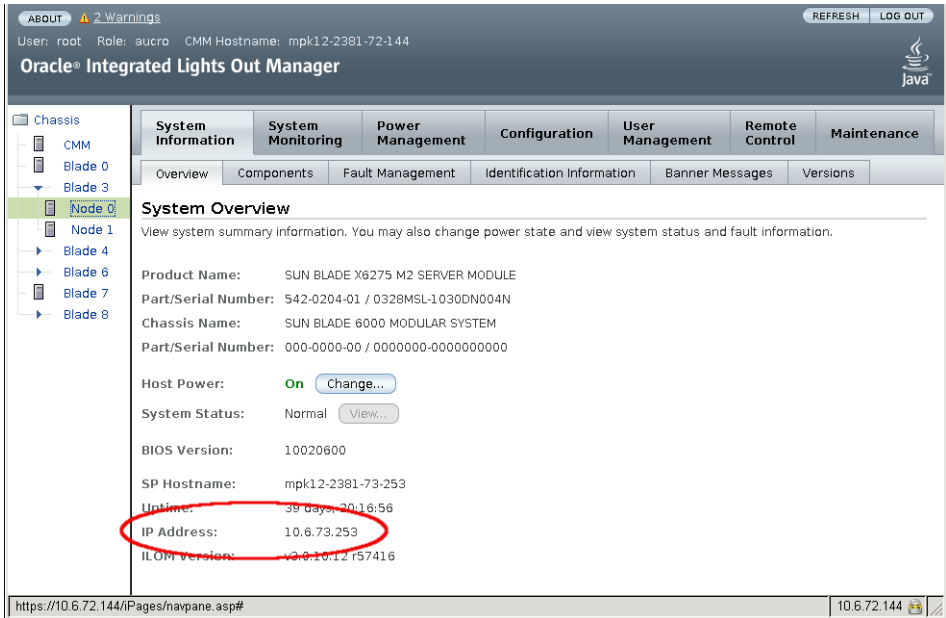 ABOUT 2 Warnings REFRESH LOG OUT
User: root Role: aucro CMM Hostname: mpk12-2381-72-144
Oracle® Integrated Lights Out Manager
Java™
Chassis
CMM
Blade 0
Blade 3
Node 0
Node 1
Blade 4
Blade 6
Blade 7
Blade 8
System Information System Monitoring Power Management Configuration User Management Remote Control Maintenance
Overview Components Fault Management Identification Information Banner Messages Versions
System Overview
View system summary information. You may also change power state and view system status and fault information.
Product Name: SUN BLADE X6275 M2 SERVER MODULE
Part/Serial Number: 542-0204-01 / 0328MSL-1030DN004N
Chassis Name: SUN BLADE 6000 MODULAR SYSTEM
Part/Serial Number: 000-0000-00 / 0000000-0000000000
Host Power: On Change...
System Status: Normal View...
BIOS Version: 10020600
SP Hostname: mpk12-2381-73-253
Uptime: 39 days, 20:16:56
IP Address: 10.6.73.253
ILOM Version: v3.0.10.12 r57416
https://10.6.72.144/iPages/navpane.asp# 10.6.72.144